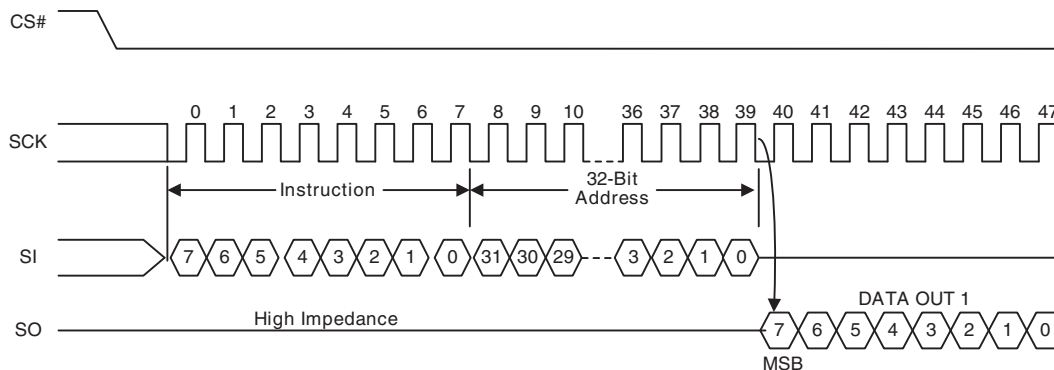 CS#
0 1 2 3 4 5 6 7 8 9 10 36 37 38 39 40 41 42 43 44 45 46 47
SCK
Instruction
32-Bit
Address
SI
7 6 5 4 3 2 1 0 31 30 29 3 2 1 0
DATA OUT 1
High Impedance
SO
7 6 5 4 3 2 1 0
MSB